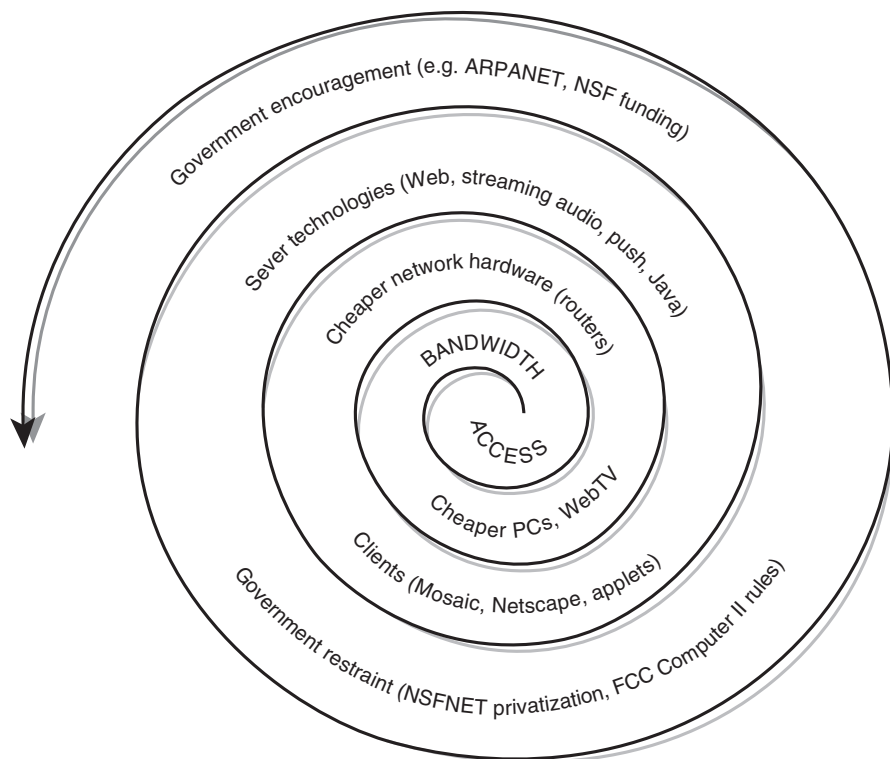 Government encouragement (e.g. ARPANET, NSF funding)
Sever technologies (Web, streaming audio, push, Java)
Cheaper network hardware (routers)
BANDWIDTH
ACCESS
Cheaper PCs, WebTV
Clients (Mosaic, Netscape, applets)
Government restraint (NSFNET privatization, FCC Computer II rules)